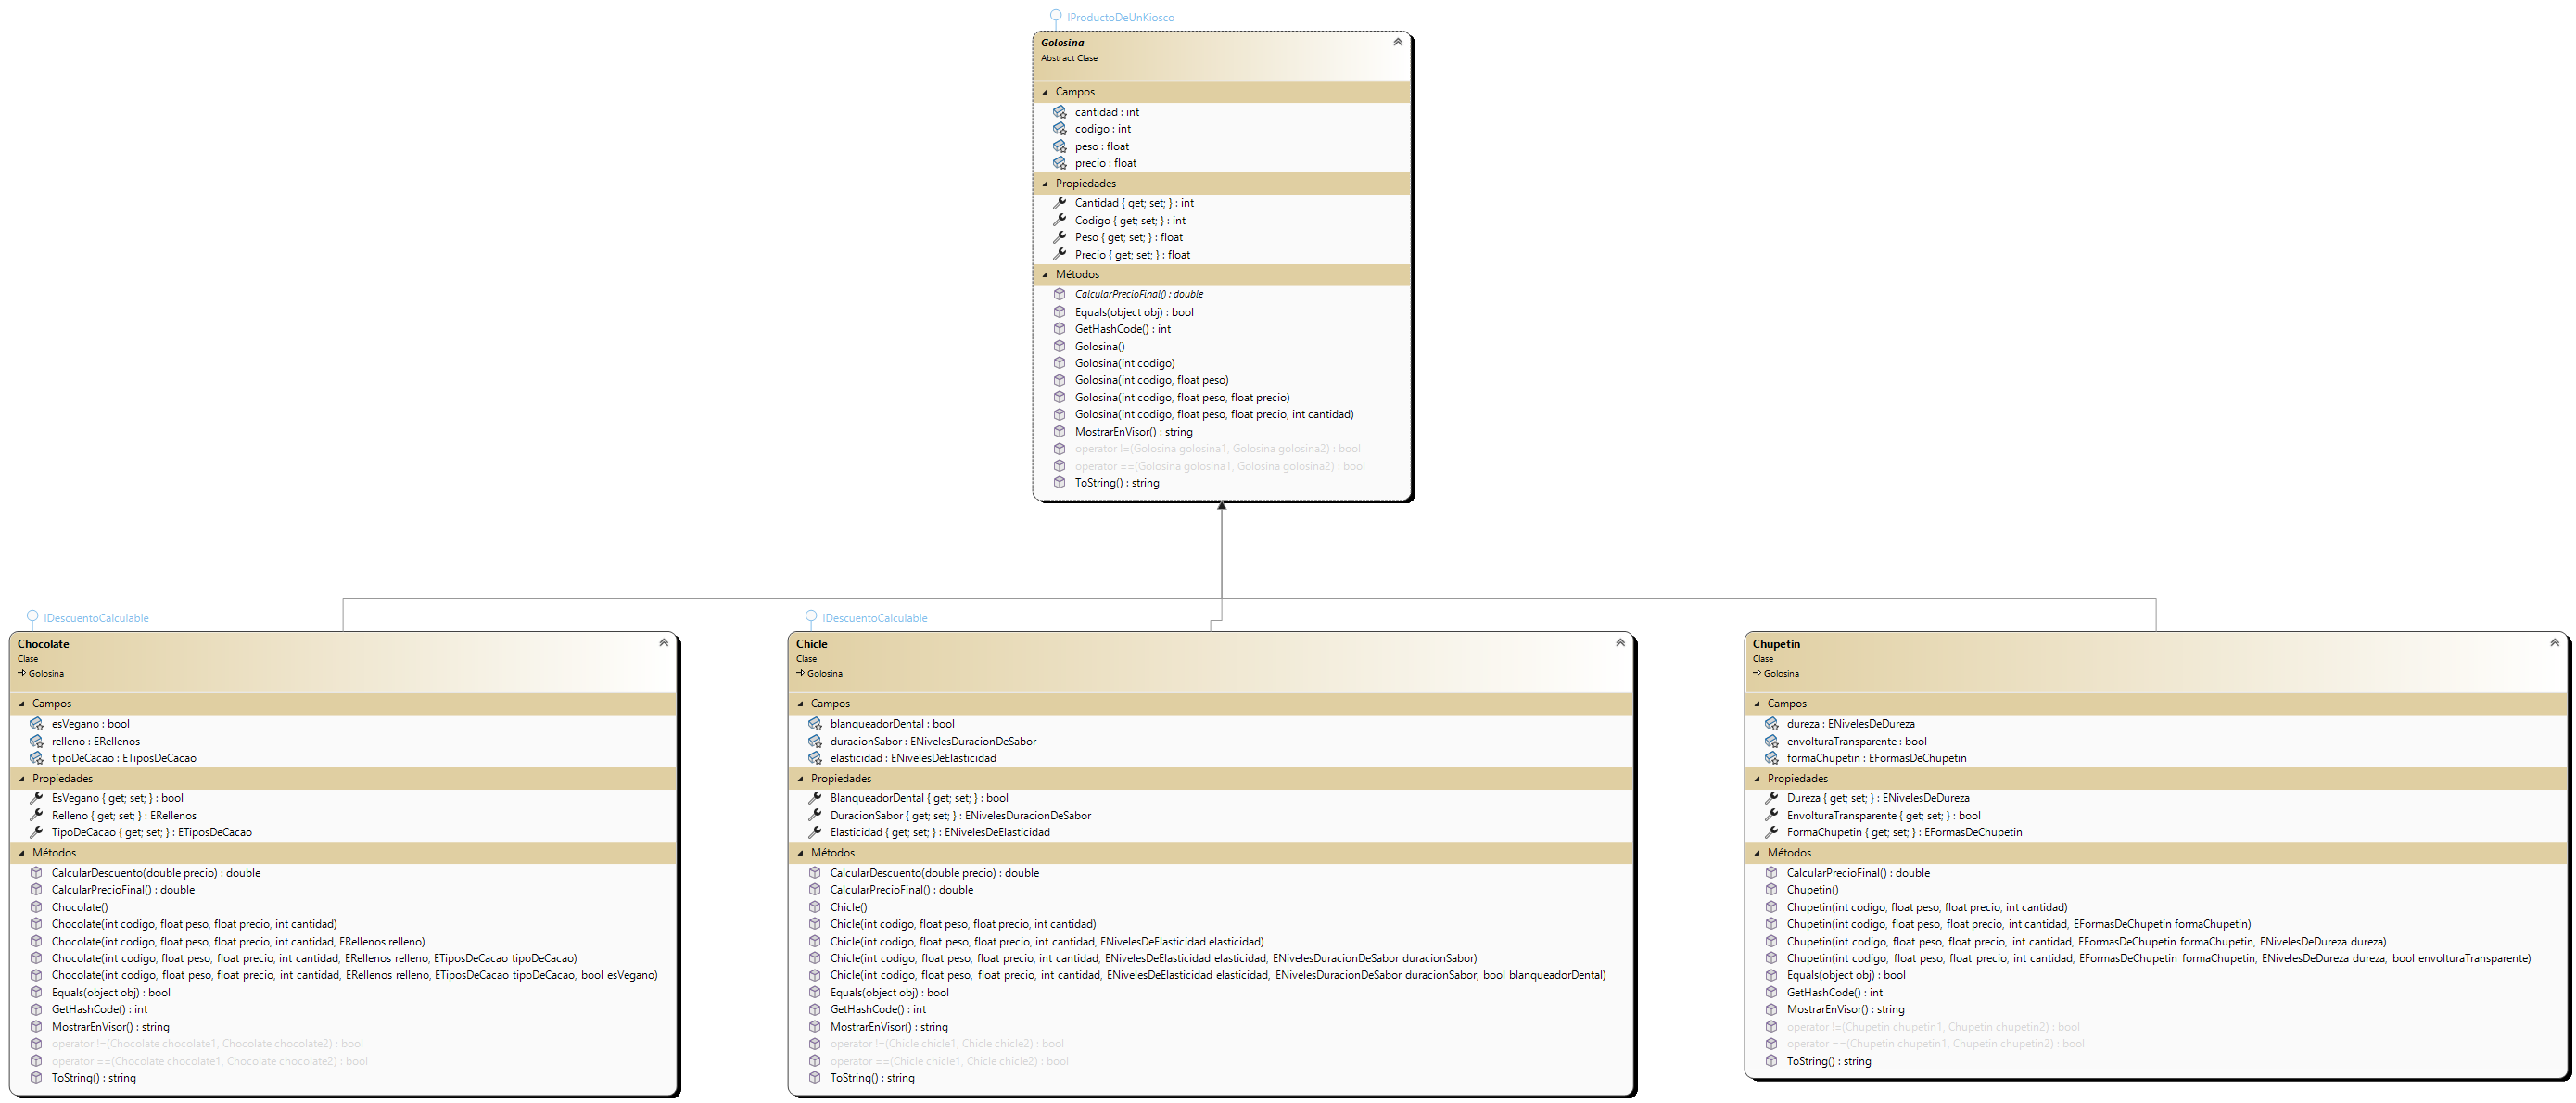 IProductoDeUnKiosco
Golosina
Abstract Clase
Campos
cantidad : int
codigo : int
peso : float
precio : float
Propiedades
Cantidad { get; set; } : int
Codigo { get; set; } : int
Peso { get; set; } : float
Precio { get; set; } : float
Métodos
CalcularPrecioFinal() : double
Equals(object obj) : bool
GetHashCode() : int
Golosina()
Golosina(int codigo)
Golosina(int codigo, float peso)
Golosina(int codigo, float peso, float precio)
Golosina(int codigo, float peso, float precio, int cantidad)
MostrarEnVisor() : string
operator !=(Golosina golosina1, Golosina golosina2) : bool
operator ==(Golosina golosina1, Golosina golosina2) : bool
ToString() : string
IDescuentoCalculable
Chocolate
Clase
Golosina
Campos
esVegano : bool
relleno : ERellenos
tipoDeCacao : ETiposDeCacao
Propiedades
EsVegano { get; set; } : bool
Relleno { get; set; } : ERellenos
TipoDeCacao { get; set; } : ETiposDeCacao
Métodos
CalcularDescuento(double precio) : double
CalcularPrecioFinal() : double
Chocolate()
Chocolate(int codigo, float peso, float precio, int cantidad)
Chocolate(int codigo, float peso, float precio, int cantidad, ERellenos relleno)
Chocolate(int codigo, float peso, float precio, int cantidad, ERellenos relleno, ETiposDeCacao tipoDeCacao)
Chocolate(int codigo, float peso, float precio, int cantidad, ERellenos relleno, ETiposDeCacao tipoDeCacao, bool esVegano)
Equals(object obj) : bool
GetHashCode() : int
MostrarEnVisor() : string
operator !=(Chocolate chocolate1, Chocolate chocolate2) : bool
operator ==(Chocolate chocolate1, Chocolate chocolate2) : bool
ToString() : string
IDescuentoCalculable
Chicle
Clase
Golosina
Campos
blanqueadorDental : bool
duracionSabor : ENivelesDuracionDeSabor
elasticidad : ENivelesDeElasticidad
Propiedades
BlanqueadorDental { get; set; } : bool
DuracionSabor { get; set; } : ENivelesDuracionDeSabor
Elasticidad { get; set; } : ENivelesDeElasticidad
Métodos
CalcularDescuento(double precio) : double
CalcularPrecioFinal() : double
Chicle()
Chicle(int codigo, float peso, float precio, int cantidad)
Chicle(int codigo, float peso, float precio, int cantidad, ENivelesDeElasticidad elasticidad)
Chicle(int codigo, float peso, float precio, int cantidad, ENivelesDeElasticidad elasticidad, ENivelesDuracionDeSabor duracionSabor)
Chicle(int codigo, float peso, float precio, int cantidad, ENivelesDeElasticidad elasticidad, ENivelesDuracionDeSabor duracionSabor, bool blanqueadorDental)
Equals(object obj) : bool
GetHashCode() : int
MostrarEnVisor() : string
operator !=(Chicle chicle1, Chicle chicle2) : bool
operator ==(Chicle chicle1, Chicle chicle2) : bool
ToString() : string
Chupetin
Clase
Golosina
Campos
dureza : ENivelesDeDureza
envolturaTransparente : bool
formaChupetin : EFormasDeChupetin
Propiedades
Dureza { get; set; } : ENivelesDeDureza
EnvolturaTransparente { get; set; } : bool
FormaChupetin { get; set; } : EFormasDeChupetin
Métodos
CalcularPrecioFinal() : double
Chupetin()
Chupetin(int codigo, float peso, float precio, int cantidad)
Chupetin(int codigo, float peso, float precio, int cantidad, EFormasDeChupetin formaChupetin)
Chupetin(int codigo, float peso, float precio, int cantidad, EFormasDeChupetin formaChupetin, ENivelesDeDureza dureza)
Chupetin(int codigo, float peso, float precio, int cantidad, EFormasDeChupetin formaChupetin, ENivelesDeDureza dureza, bool envolturaTransparente)
Equals(object obj) : bool
GetHashCode() : int
MostrarEnVisor() : string
operator !=(Chupetin chupetin1, Chupetin chupetin2) : bool
operator ==(Chupetin chupetin1, Chupetin chupetin2) : bool
ToString() : string